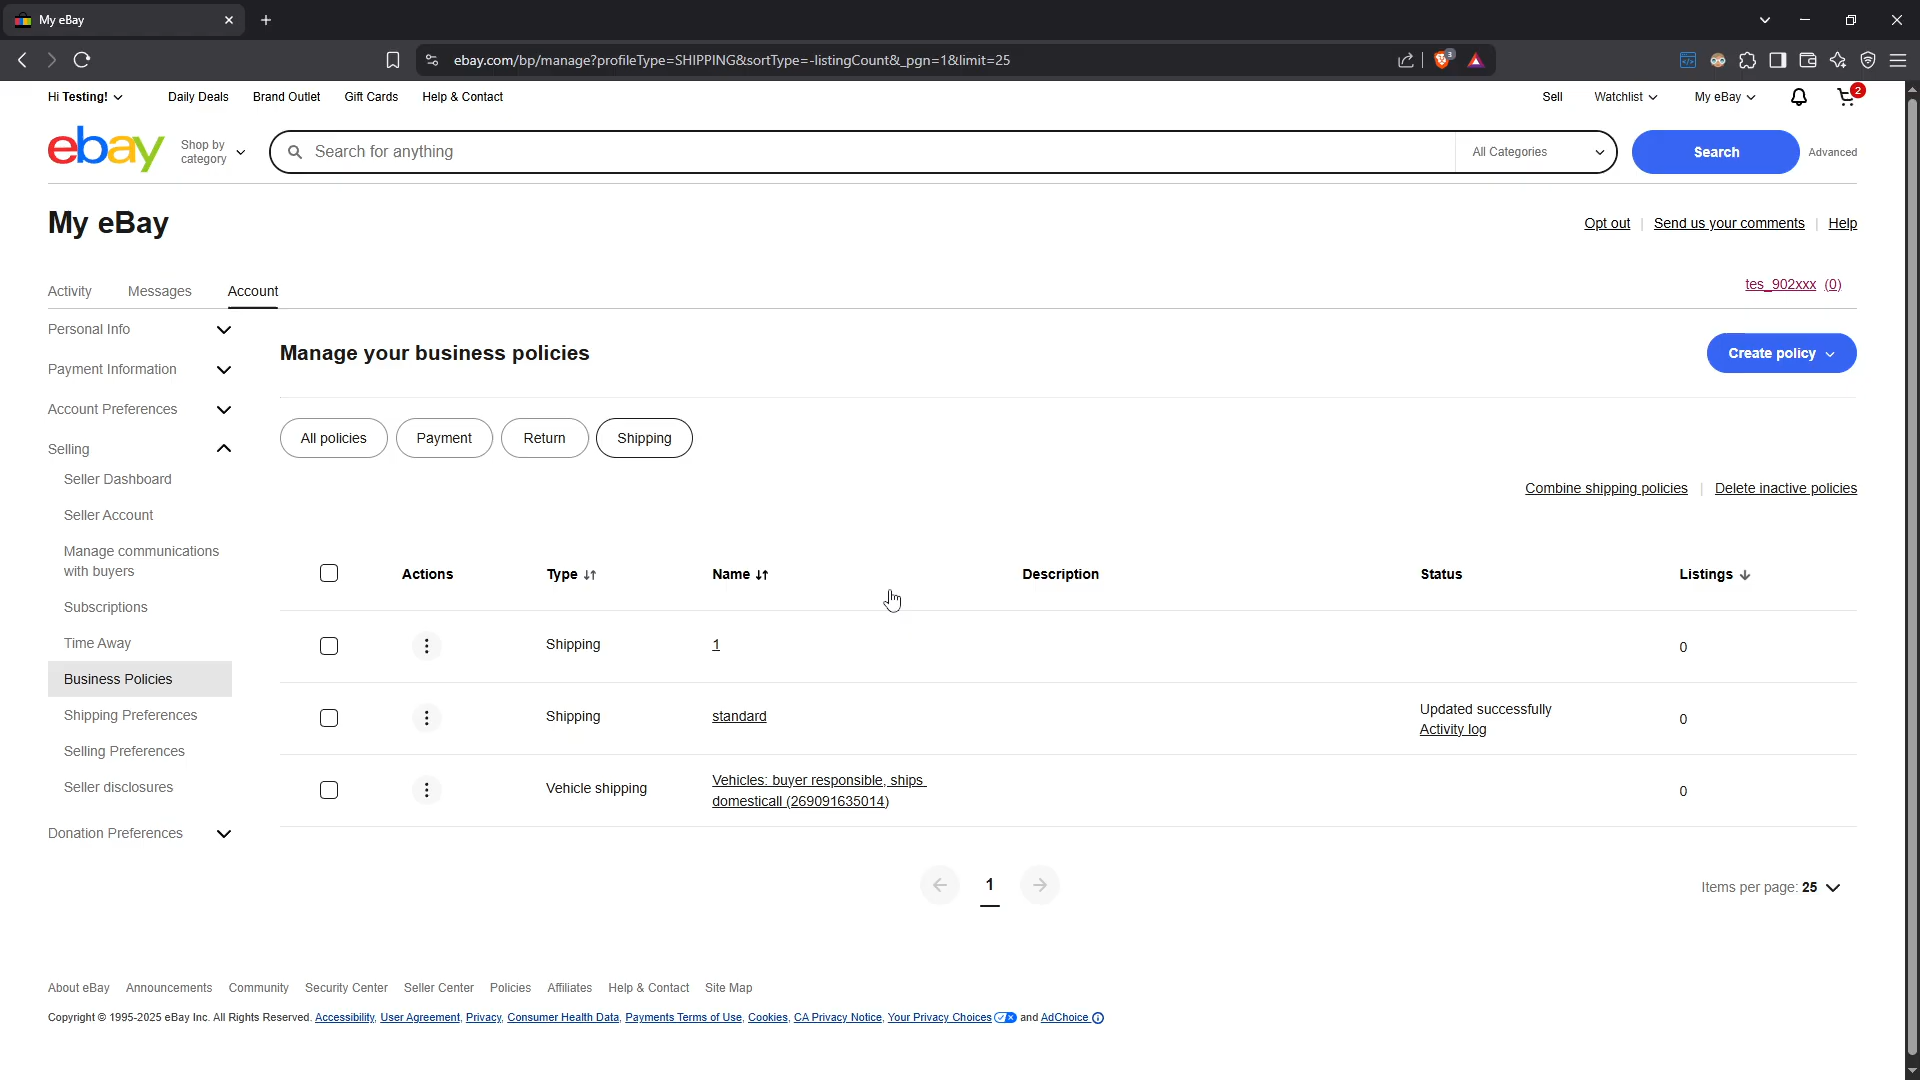 My eBay
ebay.com/bp/manage?profileType=SHIPPING&sortType=-listingCount&_pgn=1&limit=25
3
Hi Testing!
Daily Deals
Brand Outlet
Gift Cards
Help & Contact
Sell
Watchlist
My eBay
2
ebay
Shop by
category
Search for anything
All Categories
Search
Advanced
My eBay
Opt out
Send us your comments
Help
Activity
Messages
Account
tes_902xxx (0)
Personal Info
Payment Information
Account Preferences
Selling
Seller Dashboard
Seller Account
Manage communications
with buyers
Subscriptions
Time Away
Business Policies
Shipping Preferences
Selling Preferences
Seller disclosures
Donation Preferences
Manage your business policies
Create policy
All policies
Payment
Return
Shipping
Combine shipping policies
Delete inactive policies
Actions
Type
Name
Description
Status
Listings
Shipping
1
0
Shipping
standard
Updated successfully
Activity log
0
Vehicle shipping
Vehicles: buyer responsible, ships
domesticall (269091635014)
0
1
Items per page: 25
About eBay
Announcements
Community
Security Center
Seller Center
Policies
Affiliates
Help & Contact
Site Map
Copyright © 1995-2025 eBay Inc. All Rights Reserved. Accessibility, User Agreement, Privacy, Consumer Health Data, Payments Terms of Use, Cookies, CA Privacy Notice, Your Privacy Choices and AdChoice